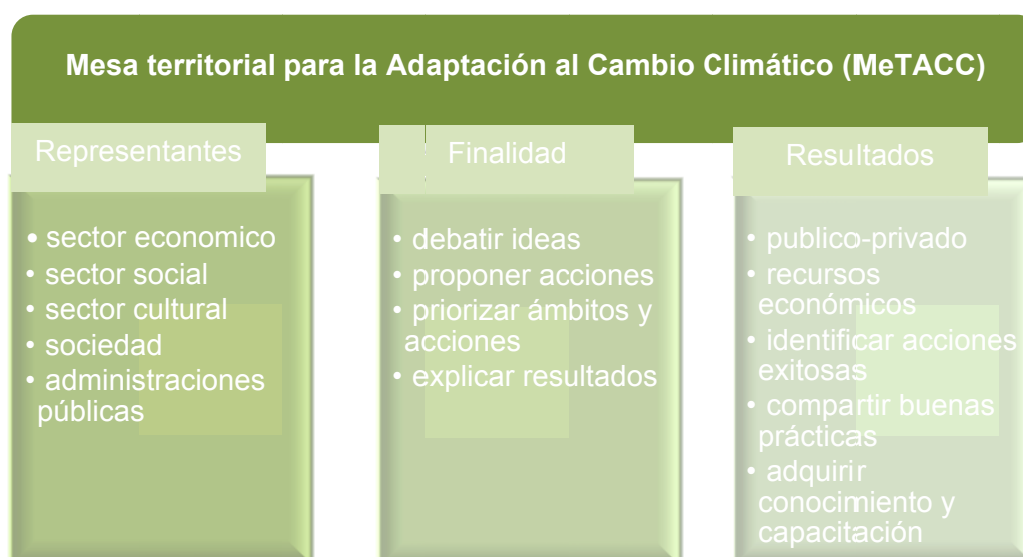 Mesa territorial para la Adaptación al Cambio Climático (MeTACC)
Representantes
• sector economico
• sector social
• sector cultural
• sociedad
• administraciones
públicas
Finalidad
• debatir ideas
• proponer acciones
• priorizar ámbitos y
acciones
• explicar resultados
Resultados
• publico-privado
• recursos
económicos
• identificar acciones
exitosas
• compartir buenas
prácticas
• adquirir
conocimiento y
capacitación